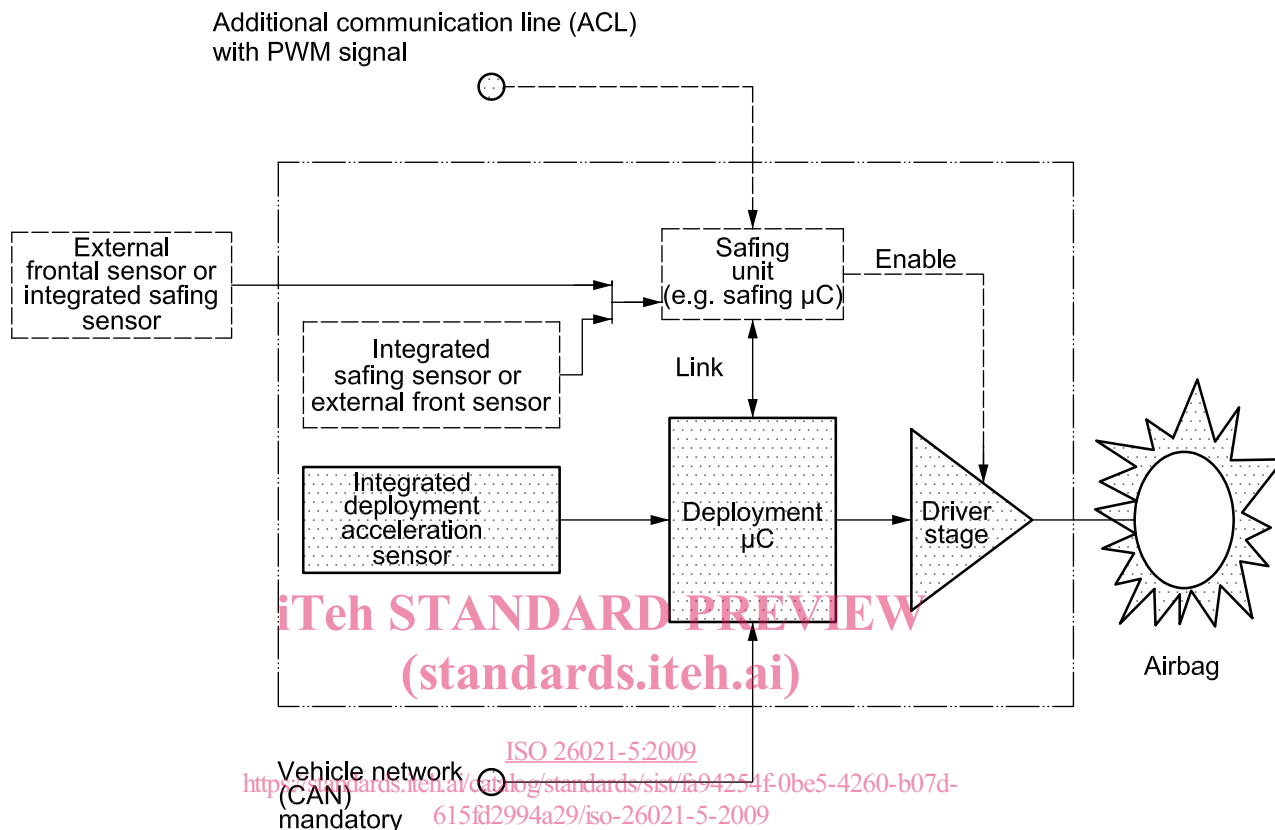 Additional communication line (ACL)
with PWM signal
External
frontal sensor or
integrated safing
sensor
Safing
unit
(e.g. safing µC)
Enable
Integrated
safing sensor or
external front sensor
Link
Integrated
deployment
acceleration
sensor
Deployment
µC
Driver
stage
Airbag
iTeh STANDARD PREVIEW
(standards.iteh.ai)
ISO 26021-5:2009
Vehicle network
(CAN)
mandatory
https://standards.iteh.ai/catalog/standards/sist/fa94254f-0be5-4260-b07d-
615fd2994a29/iso-26021-5-2009